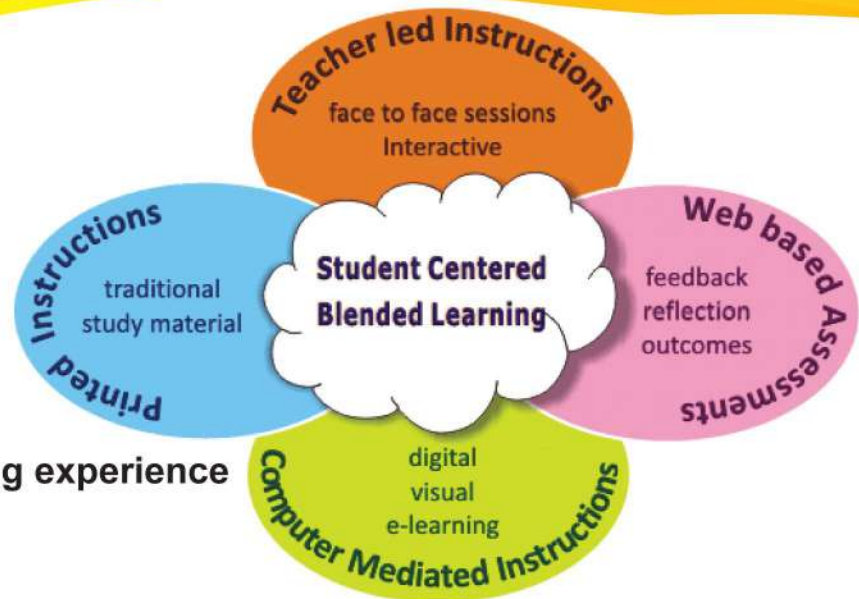 Teacher led Instructions
face to face sessions
Interactive
Printed Instructions
traditional
study material
Student Centered
Blended Learning
Web based Assessments
feedback
reflection
outcomes
g experience
digital
visual
e-learning
Computer Mediated Instructions